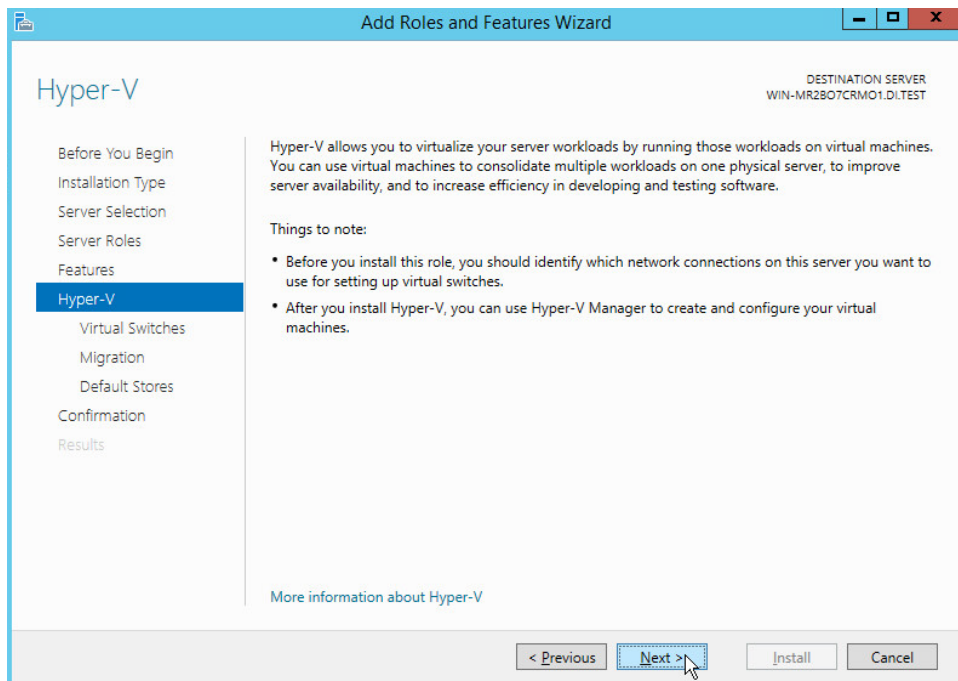 Add Roles and Features Wizard
Hyper-V
DESTINATION SERVER
WIN-MR2BO7CRMO1.DI.TEST
Before You Begin
Installation Type
Server Selection
Server Roles
Features
Hyper-V
Virtual Switches
Migration
Default Stores
Confirmation
Results
Hyper-V allows you to virtualize your server workloads by running those workloads on virtual machines.
You can use virtual machines to consolidate multiple workloads on one physical server, to improve
server availability, and to increase efficiency in developing and testing software.
Things to note:
• Before you install this role, you should identify which network connections on this server you want to
use for setting up virtual switches.
• After you install Hyper-V, you can use Hyper-V Manager to create and configure your virtual
machines.
More information about Hyper-V
< Previous
Next >
Install
Cancel